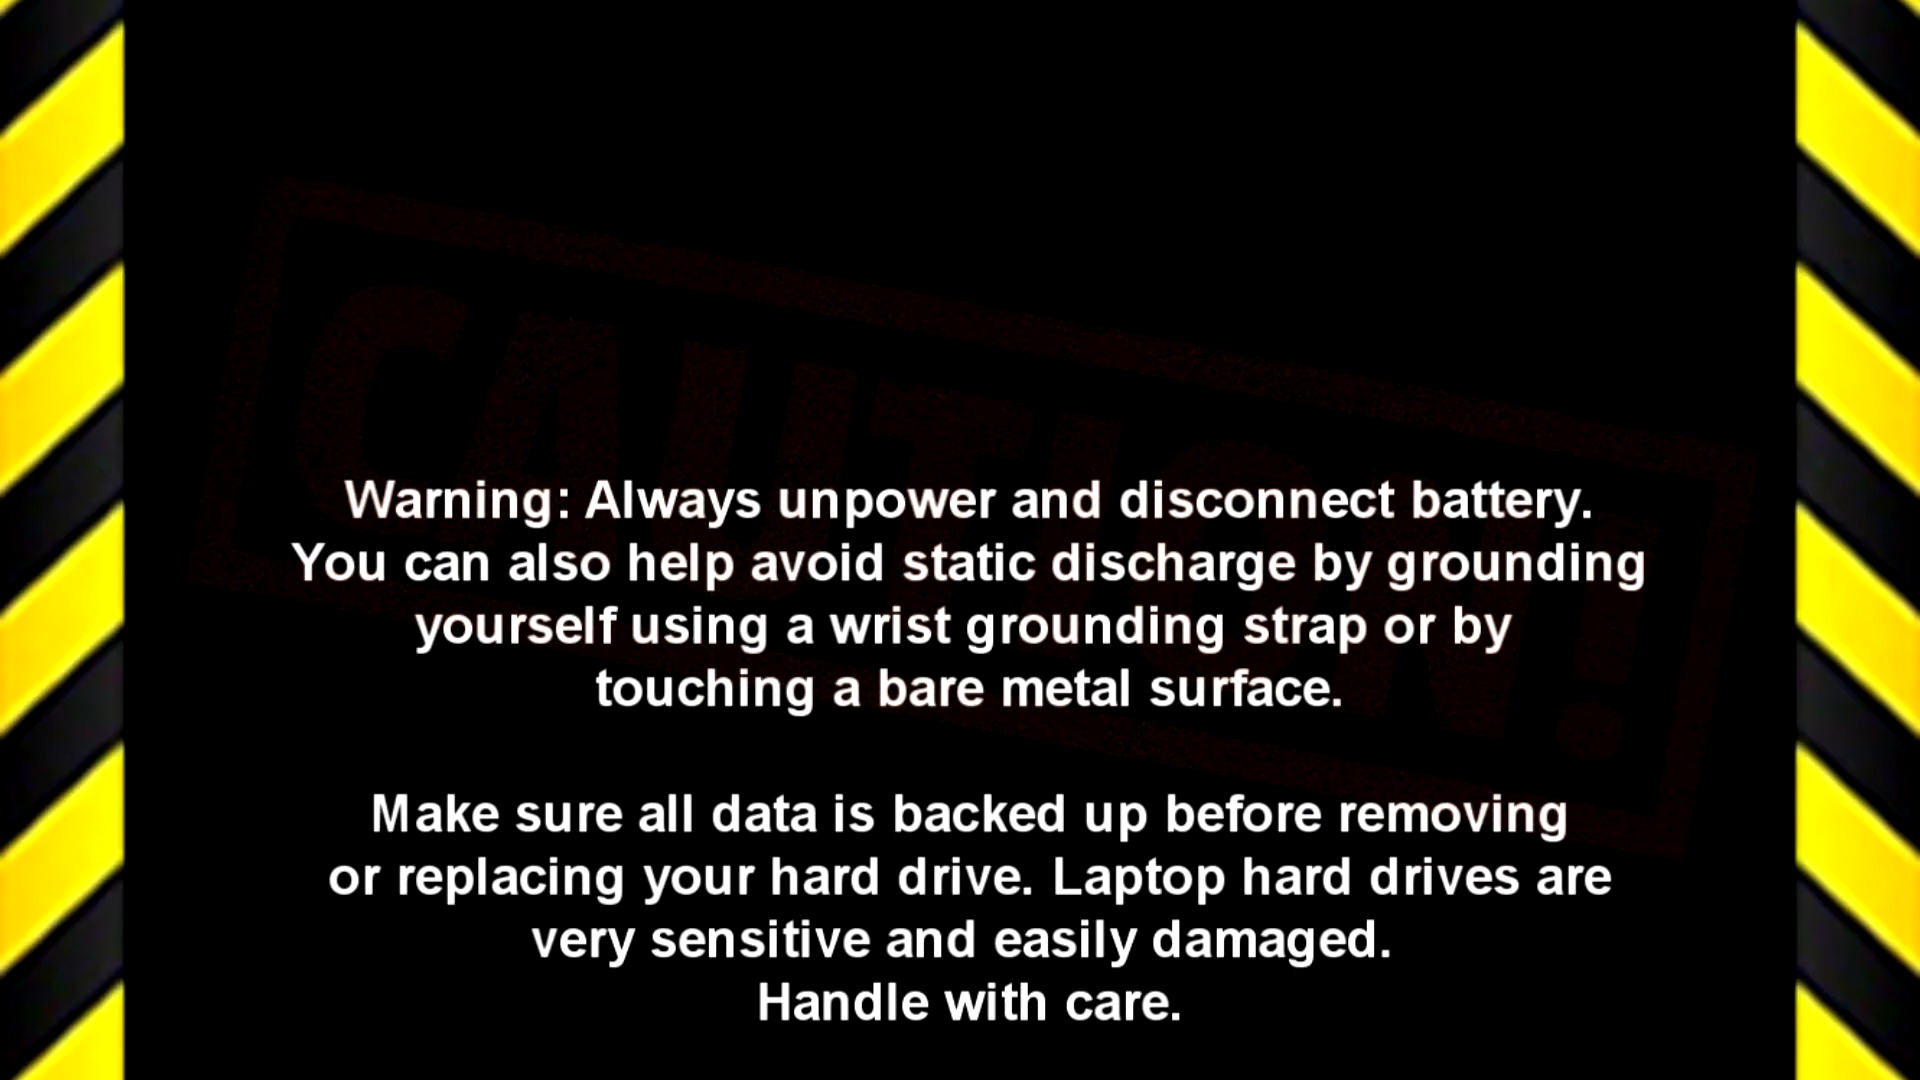 CAUTION!
Warning: Always unpower and disconnect battery.
You can also help avoid static discharge by grounding
yourself using a wrist grounding strap or by
touching a bare metal surface.
Make sure all data is backed up before removing
or replacing your hard drive. Laptop hard drives are
very sensitive and easily damaged.
Handle with care.